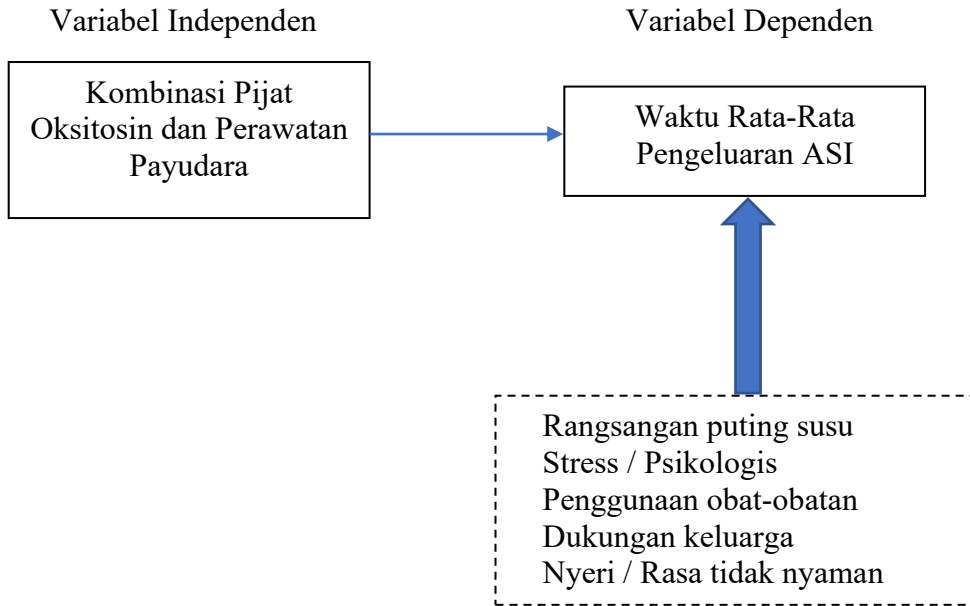 Variabel Independen
Variabel Dependen
Kombinasi Pijat
Oksitosin dan Perawatan
Payudara
Waktu Rata-Rata
Pengeluaran ASI
Rangsangan puting susu
Stress / Psikologis
Penggunaan obat-obatan
Dukungan keluarga
Nyeri / Rasa tidak nyaman